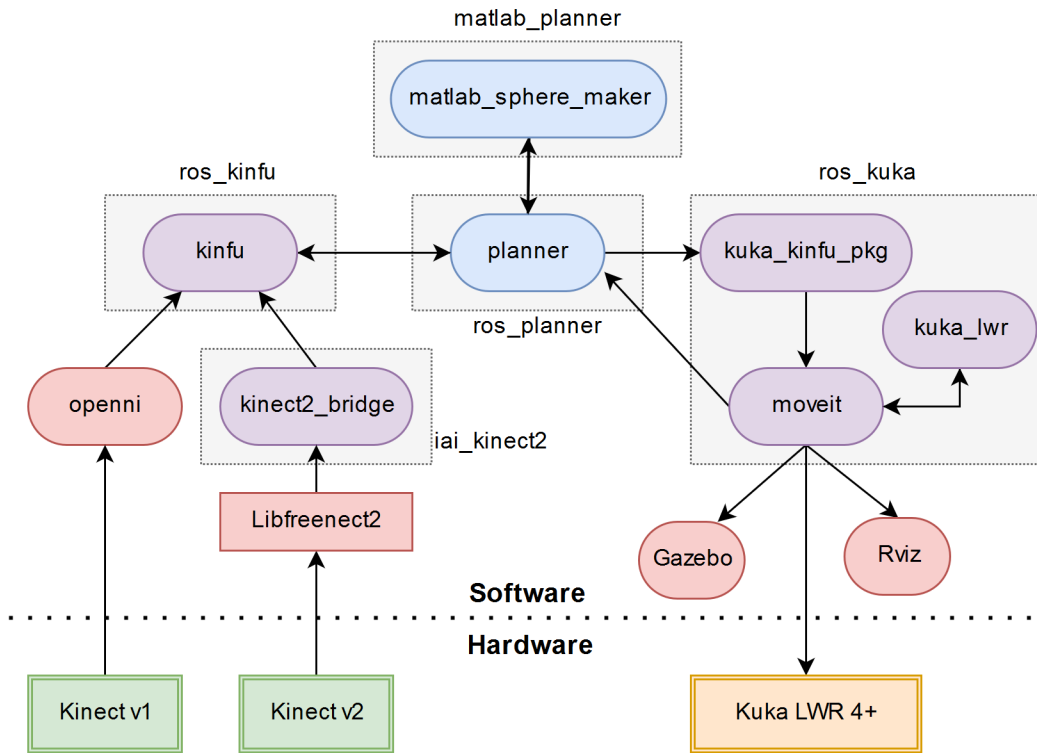 matlab_planner
matlab_sphere_maker
ros_kinfu
ros_kuka
kinfu
planner
kuka_kinfu_pkg
ros_planner
kuka_lwr
openni
kinect2_bridge
moveit
iai_kinect2
Libfreenect2
Gazebo
Rviz
Software
Hardware
Kinect v1
Kinect v2
Kuka LWR 4+